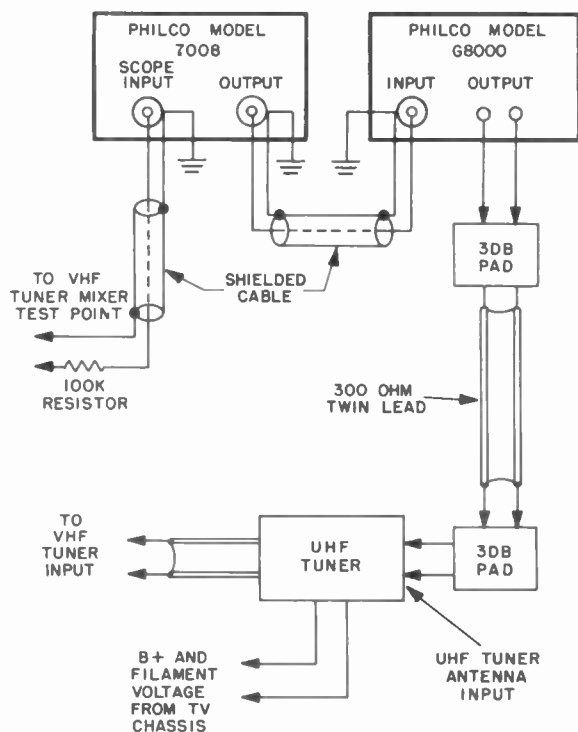 PHILCO MODEL
7008
SCOPE
INPUT
OUTPUT
PHILCO MODEL
G8000
INPUT
OUTPUT
3DB
PAD
SHIELDED
CABLE
TO VHF
TUNER MIXER
TEST POINT
100K
RESISTOR
300 OHM
TWIN LEAD
TO
VHF
TUNER
INPUT
UHF
TUNER
3DB
PAD
B+ AND
FILAMENT
VOLTAGE
FROM TV
CHASSIS
UHF TUNER
ANTENNA
INPUT